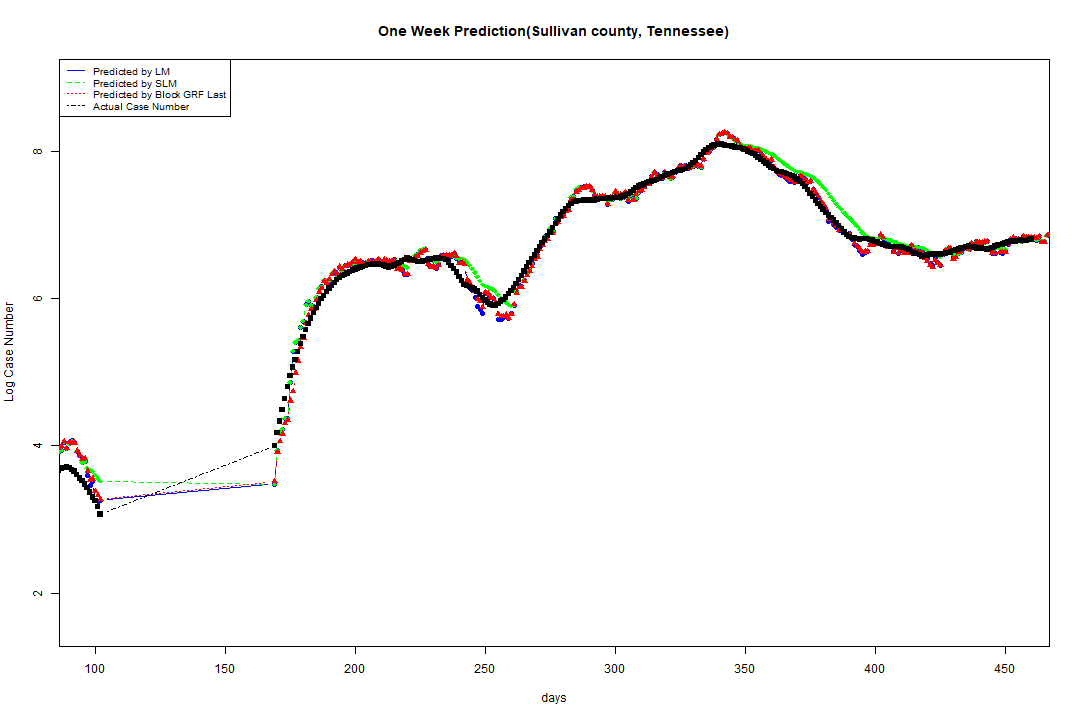 One Week Prediction(Sullivan county, Tennessee)
Predicted by LM
Predicted by SLM
Predicted by Block GRF Last
Actual Case Number
8
6
4
2
Log Case Number
100 150 200 250 300 350 400 450
days